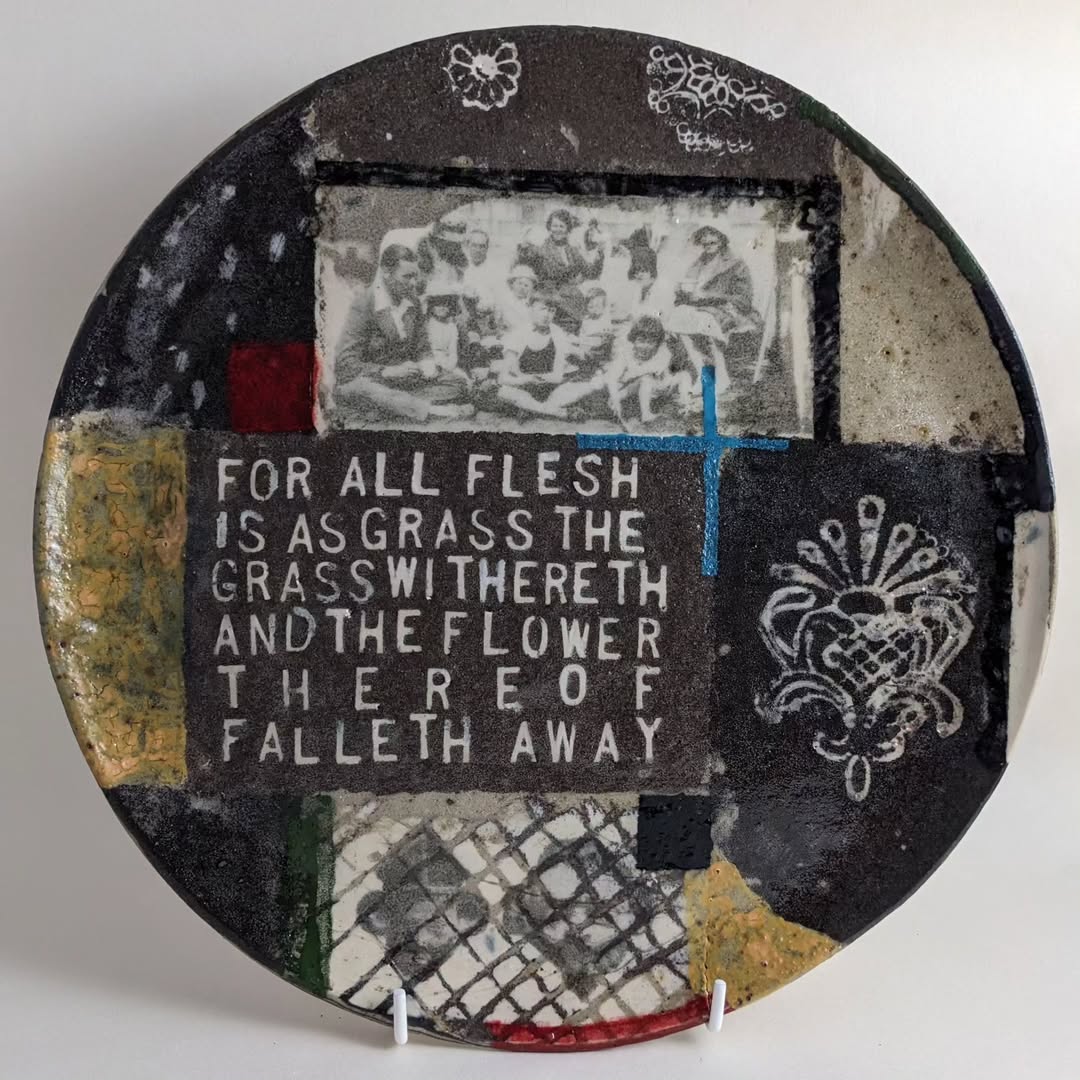 FOR ALL FLESH
IS AS GRASS THE
GRASS WITHERETH
AND THE FLOWER
THEREOF
FALLETH AWAY